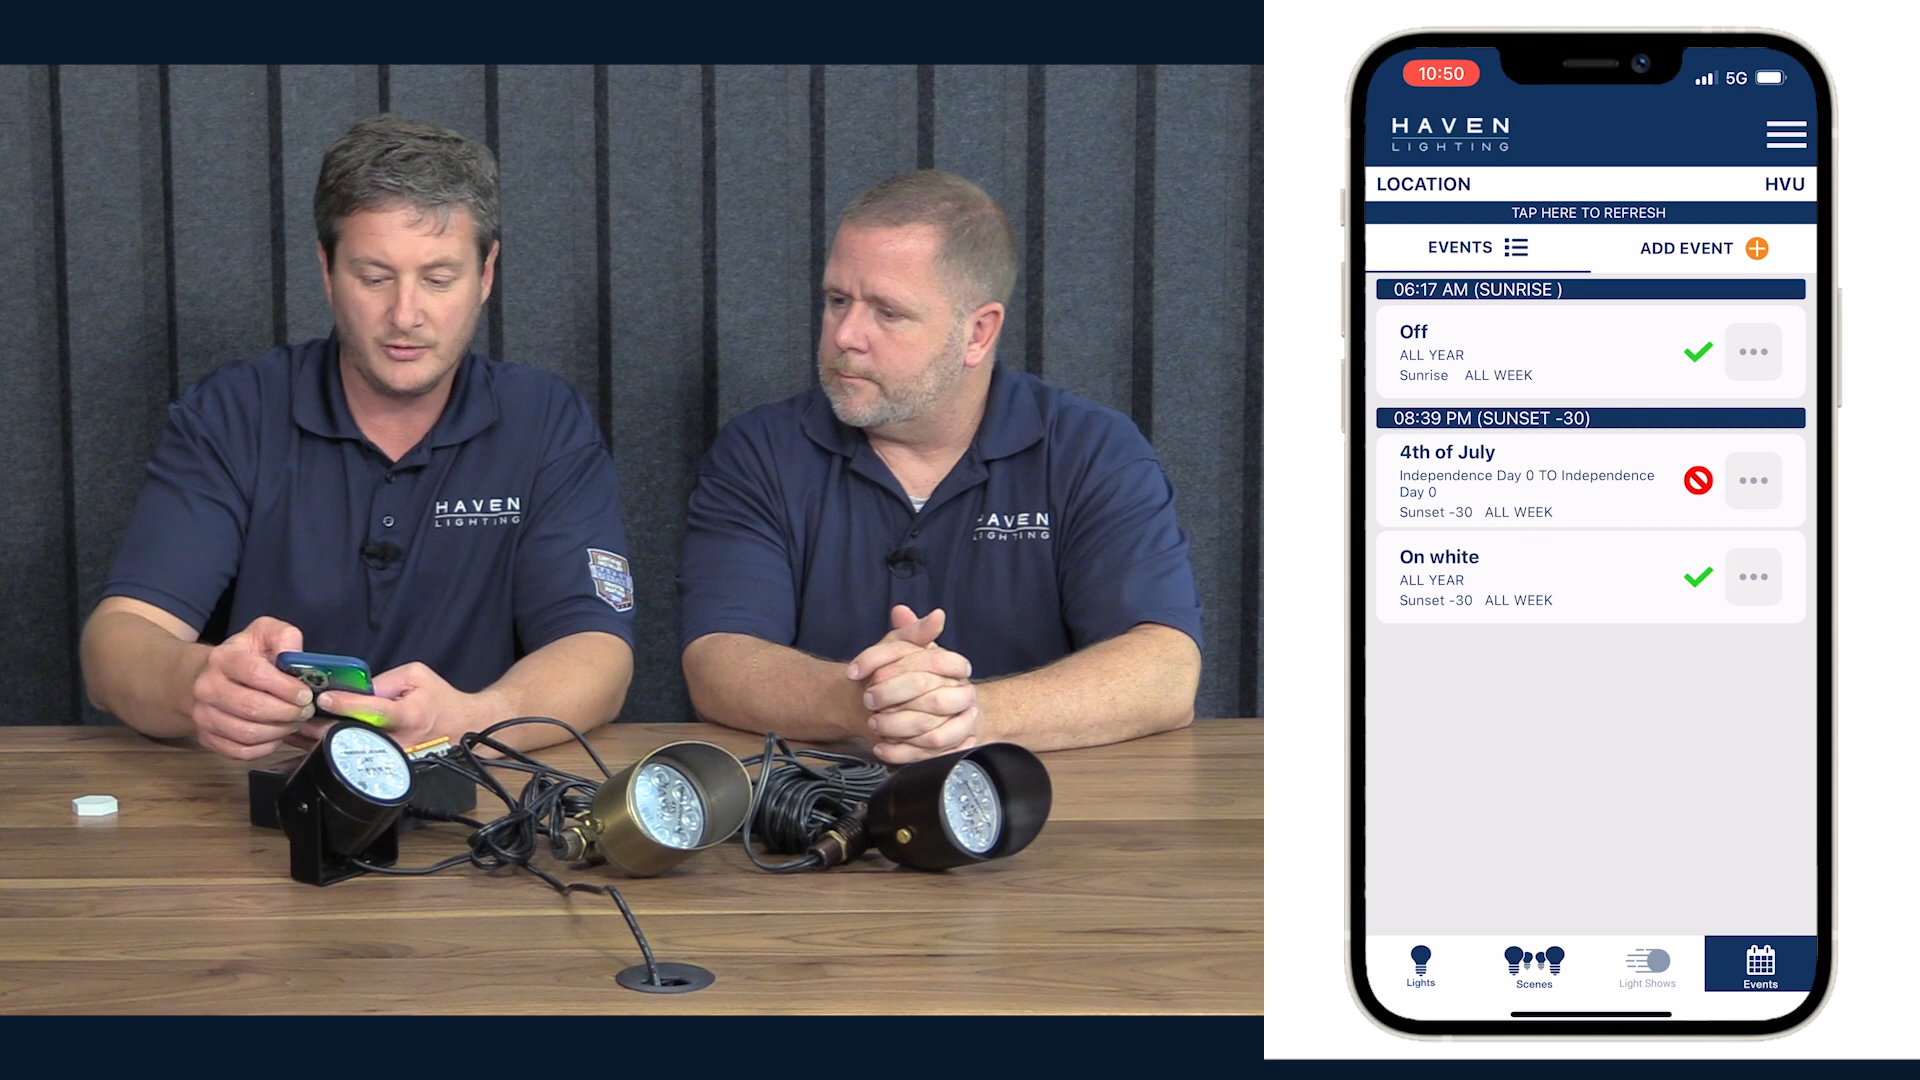 HAVEN
LIGHTING
HAVEN
LIGHTING
10:50
5G
HAVEN
LIGHTING
LOCATION HVU
TAP HERE TO REFRESH
EVENTS ADD EVENT
06:17 AM (SUNRISE )
Off
ALL YEAR
Sunrise ALL WEEK
08:39 PM (SUNSET -30)
4th of July
Independence Day 0 TO Independence
Day 0
Sunset -30 ALL WEEK
On white
ALL YEAR
Sunset -30 ALL WEEK
Lights
Scenes
Light Shows
Events